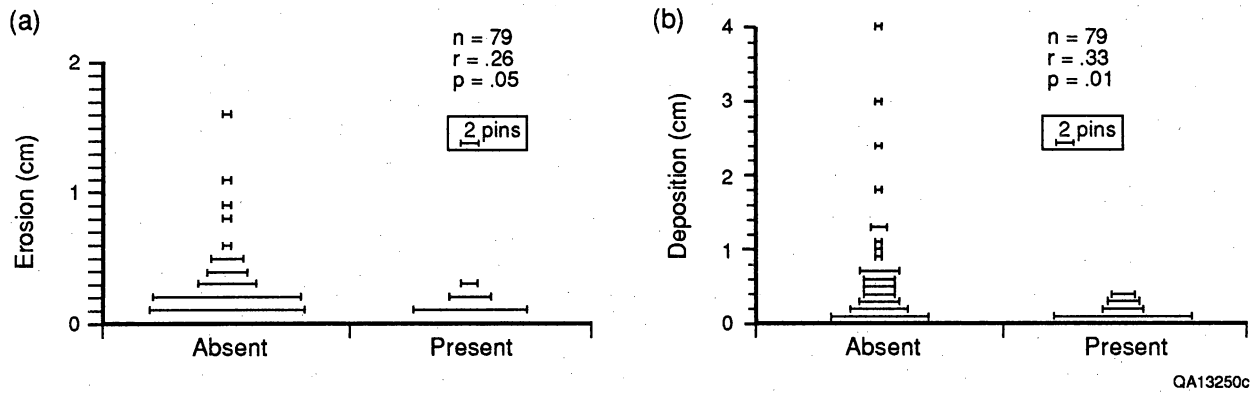 (a)
n = 79
r = .26
p = .05
2 pins
Erosion (cm)
2
1
0
Absent
Present
(b)
n = 79
r = .33
p = .01
2 pins
Deposition (cm)
4
3
2
1
0
Absent
Present
QA13250c